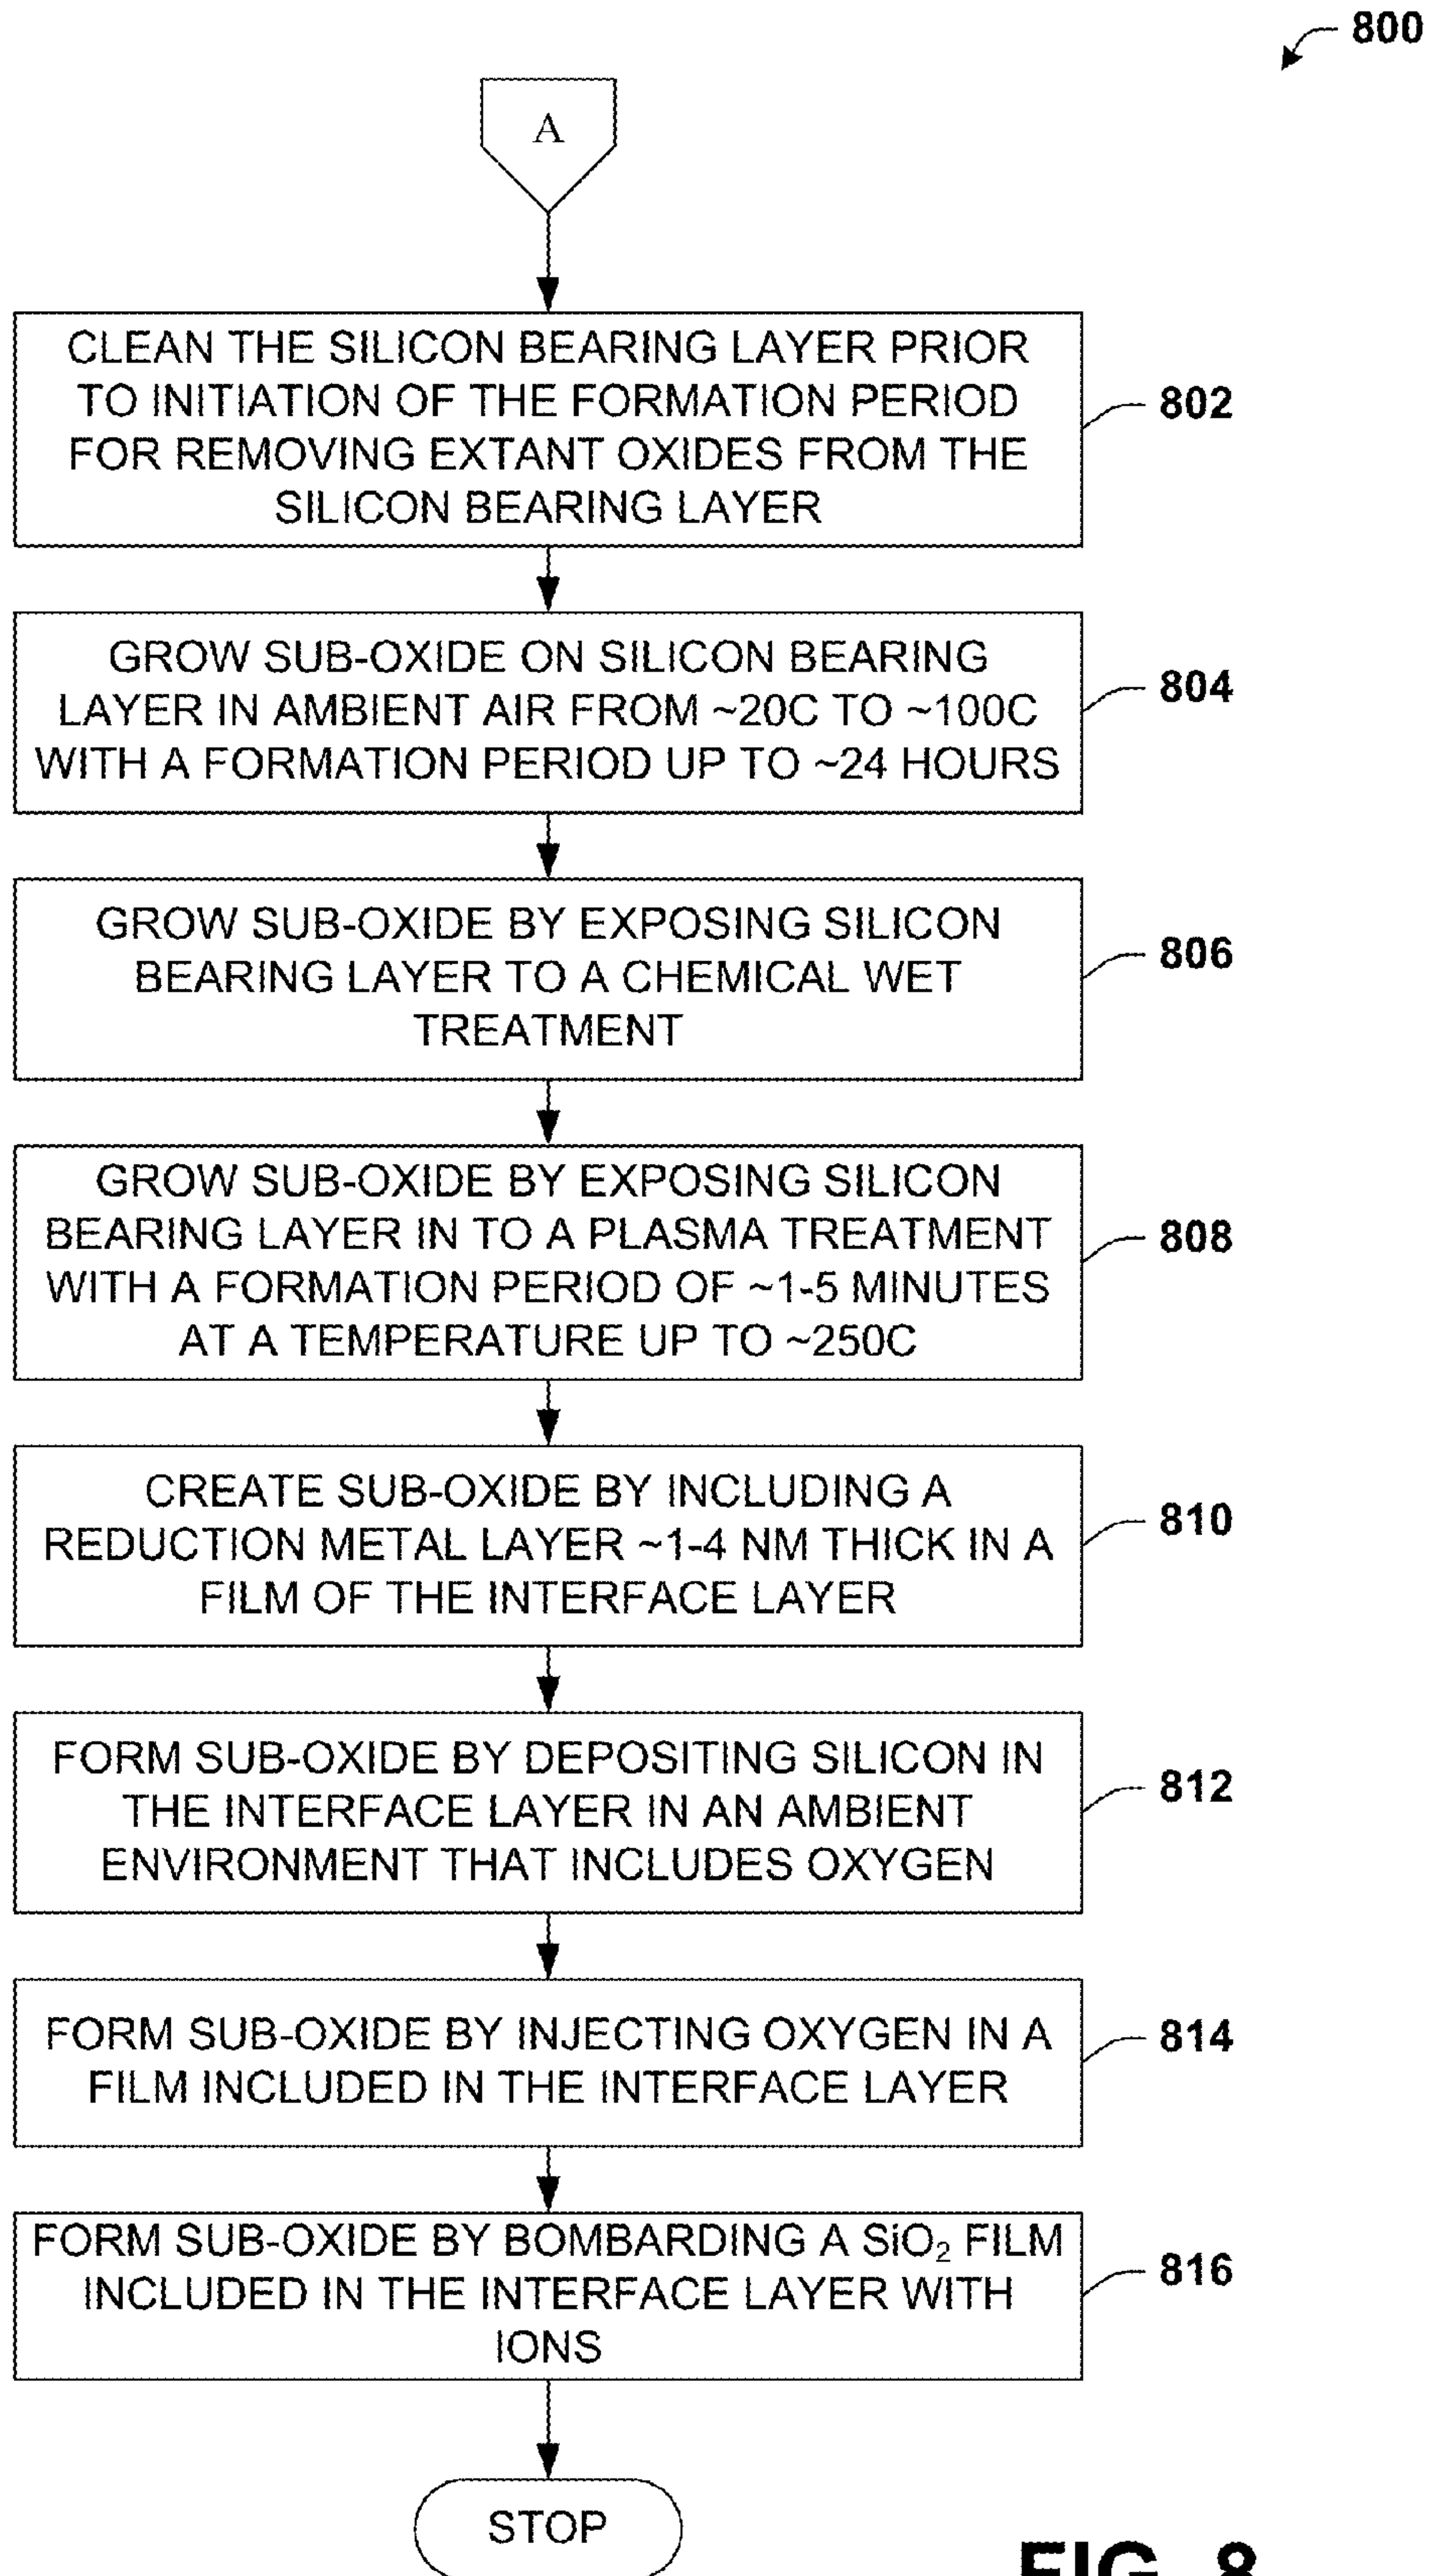 800
A
CLEAN THE SILICON BEARING LAYER PRIOR
TO INITIATION OF THE FORMATION PERIOD
FOR REMOVING EXTANT OXIDES FROM THE
SILICON BEARING LAYER
802
GROW SUB-OXIDE ON SILICON BEARING
LAYER IN AMBIENT AIR FROM ~20C TO ~100C
WITH A FORMATION PERIOD UP TO ~24 HOURS
804
GROW SUB-OXIDE BY EXPOSING SILICON
BEARING LAYER TO A CHEMICAL WET
TREATMENT
806
GROW SUB-OXIDE BY EXPOSING SILICON
BEARING LAYER IN TO A PLASMA TREATMENT
WITH A FORMATION PERIOD OF ~1-5 MINUTES
AT A TEMPERATURE UP TO ~250C
808
CREATE SUB-OXIDE BY INCLUDING A
REDUCTION METAL LAYER ~1-4 NM THICK IN A
FILM OF THE INTERFACE LAYER
810
FORM SUB-OXIDE BY DEPOSITING SILICON IN
THE INTERFACE LAYER IN AN AMBIENT
ENVIRONMENT THAT INCLUDES OXYGEN
812
FORM SUB-OXIDE BY INJECTING OXYGEN IN A
FILM INCLUDED IN THE INTERFACE LAYER
814
FORM SUB-OXIDE BY BOMBARDING A SiO₂ FILM
INCLUDED IN THE INTERFACE LAYER WITH
IONS
816
STOP
FIG. 8